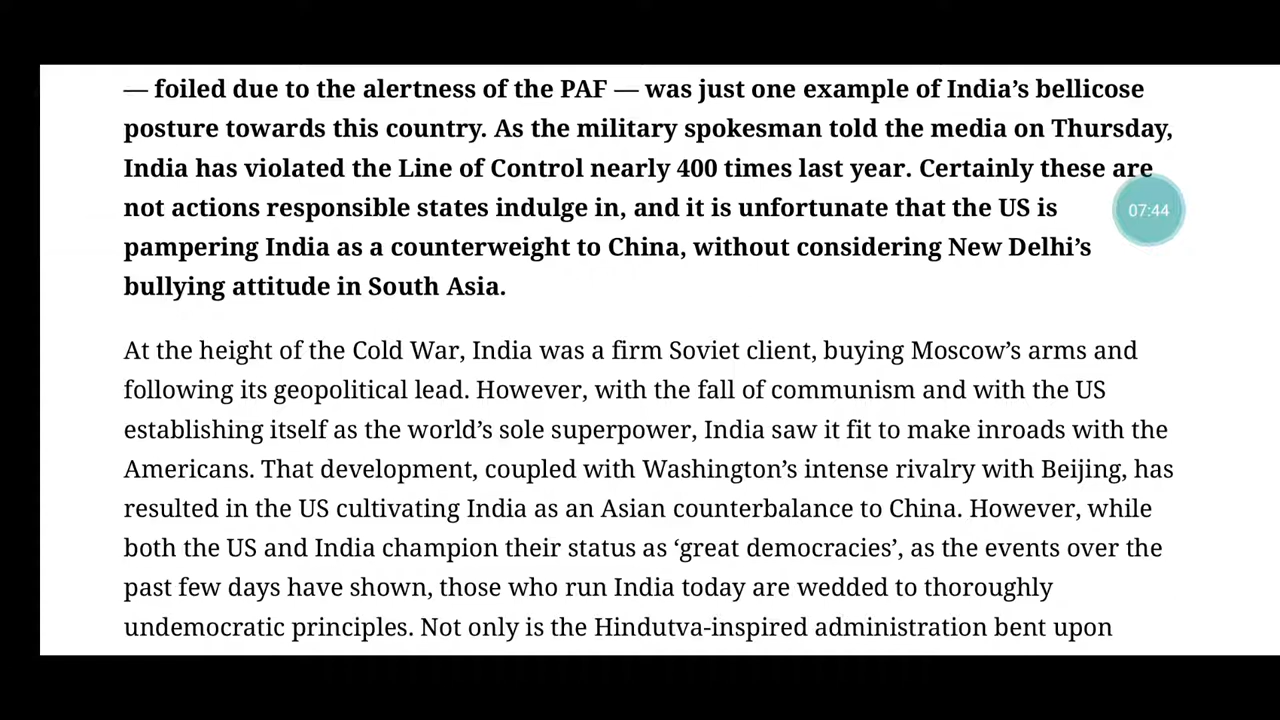 — foiled due to the alertness of the PAF — was just one example of India’s bellicose
posture towards this country. As the military spokesman told the media on Thursday,
India has violated the Line of Control nearly 400 times last year. Certainly these are
not actions responsible states indulge in, and it is unfortunate that the US is
07:44
pampering India as a counterweight to China, without considering New Delhi’s
bullying attitude in South Asia.
At the height of the Cold War, India was a firm Soviet client, buying Moscow’s arms and
following its geopolitical lead. However, with the fall of communism and with the US
establishing itself as the world’s sole superpower, India saw it fit to make inroads with the
Americans. That development, coupled with Washington’s intense rivalry with Beijing, has
resulted in the US cultivating India as an Asian counterbalance to China. However, while
both the US and India champion their status as ‘great democracies’, as the events over the
past few days have shown, those who run India today are wedded to thoroughly
undemocratic principles. Not only is the Hindutva-inspired administration bent upon